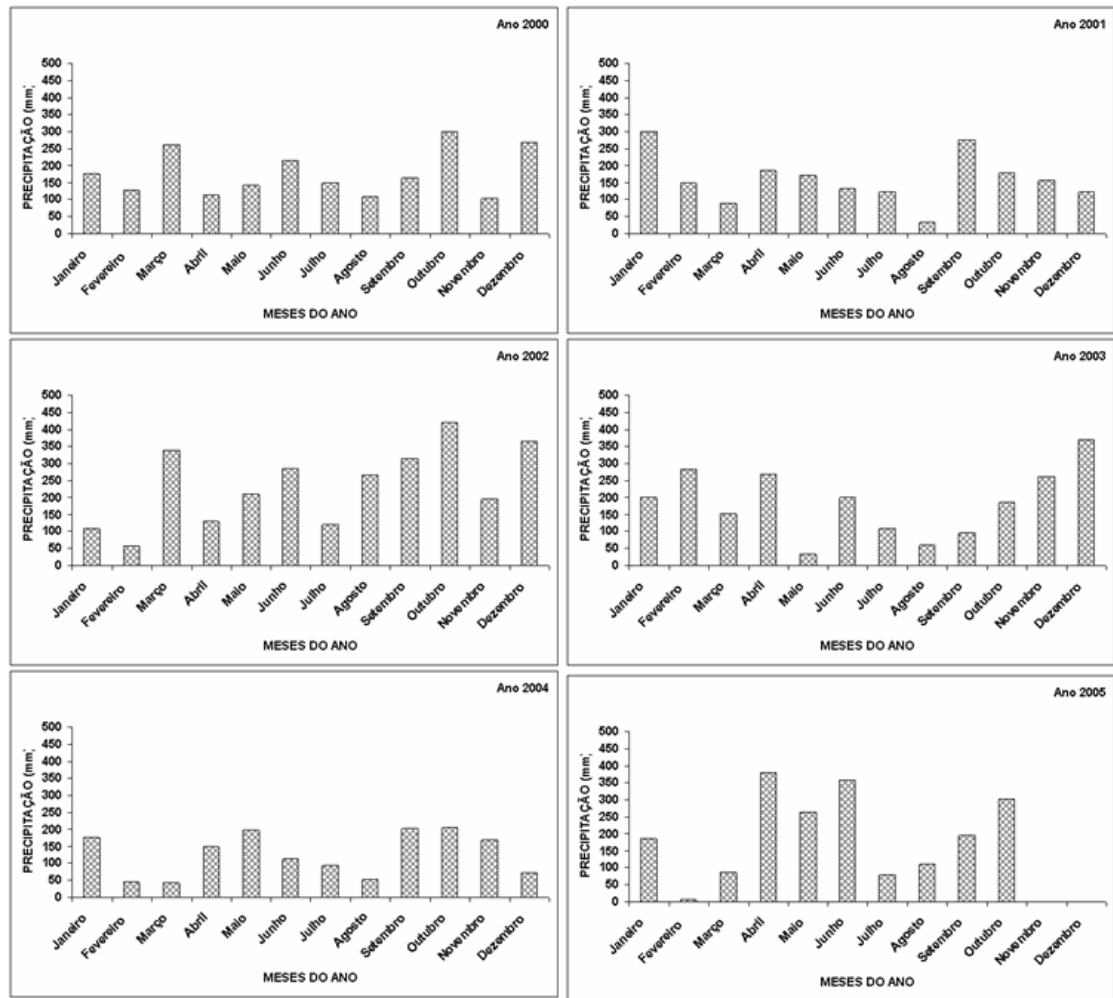 Ano 2000
PRECIPITAÇÃO (mm;
500
450
400
350
300
250
200
150
100
50
0
Janeiro
Fevereiro
Março
Abril
Maio
Junho
Julho
Agosto
Setembro
Outubro
Novembro
Dezembro
MESES DO ANO
Ano 2001
PRECIPITAÇÃO (mm;
500
450
400
350
300
250
200
150
100
50
0
Janeiro
Fevereiro
Março
Abril
Maio
Junho
Julho
Agosto
Setembro
Outubro
Novembro
Dezembro
MESES DO ANO
Ano 2002
PRECIPITAÇÃO (mm;
500
450
400
350
300
250
200
150
100
50
0
Janeiro
Fevereiro
Março
Abril
Maio
Junho
Julho
Agosto
Setembro
Outubro
Novembro
Dezembro
MESES DO ANO
Ano 2003
PRECIPITAÇÃO (mm;
500
450
400
350
300
250
200
150
100
50
0
Janeiro
Fevereiro
Março
Abril
Maio
Junho
Julho
Agosto
Setembro
Outubro
Novembro
Dezembro
MESES DO ANO
Ano 2004
PRECIPITAÇÃO (mm;
500
450
400
350
300
250
200
150
100
50
0
Janeiro
Fevereiro
Março
Abril
Maio
Junho
Julho
Agosto
Setembro
Outubro
Novembro
Dezembro
MESES DO ANO
Ano 2005
PRECIPITAÇÃO (mm;
500
450
400
350
300
250
200
150
100
50
0
Janeiro
Fevereiro
Março
Abril
Maio
Junho
Julho
Agosto
Setembro
Outubro
Novembro
Dezembro
MESES DO ANO